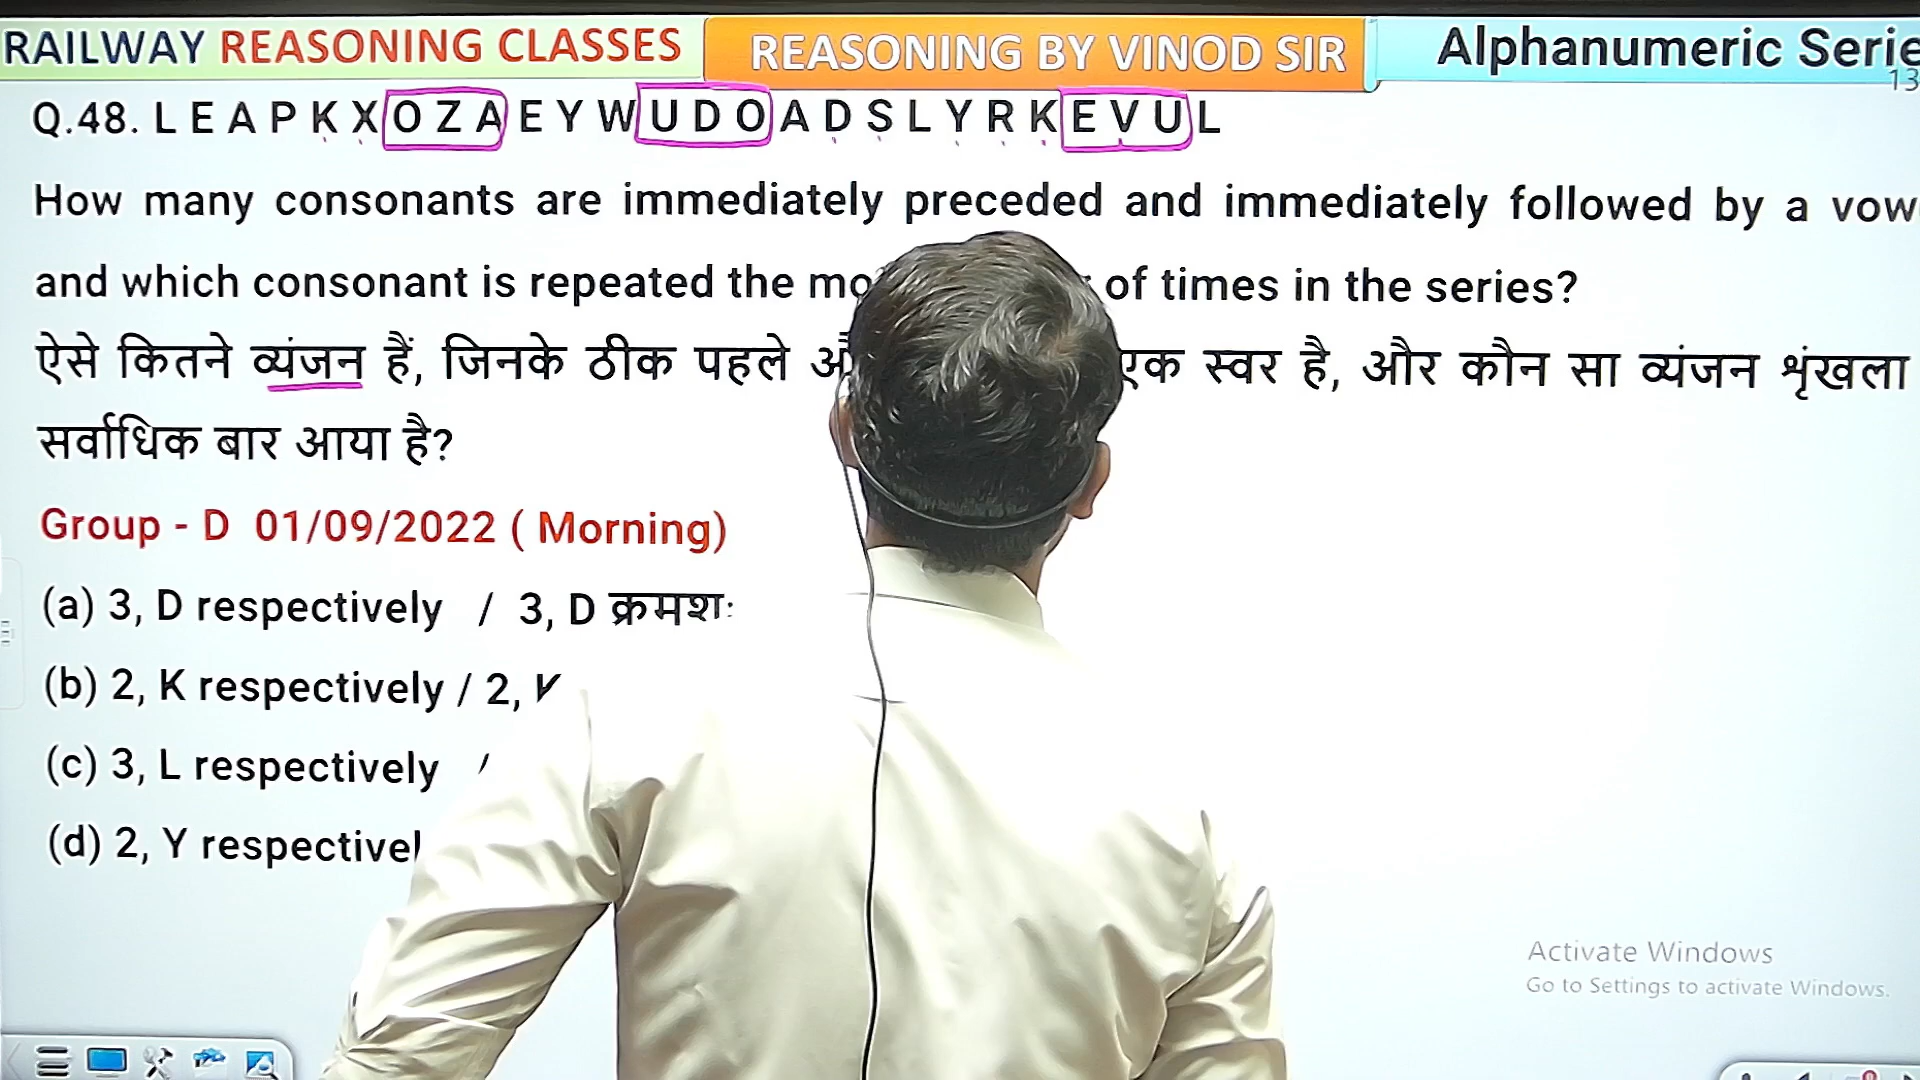 RAILWAY REASONING CLASSES REASONING BY VINOD SIR Alphanumeric Serie
13
Q.48. L E A P K X O Z A E Y W U D O A D S L Y R K E V U L
How many consonants are immediately preceded and immediately followed by a vow
and which consonant is repeated the of times in the series?
ऐसे कितने व्यंजन हैं, जिनके ठीक पहले एक स्वर है, और कौन सा व्यंजन शृंखला
सर्वाधिक बार आया है?
Group - D 01/09/2022 ( Morning)
(a) 3, D respectively / 3, D क्रमशः
(b) 2, K respectively / 2,
(c) 3, L respectively /
(d) 2, Y respectivel
Activate Windows
Go to Settings to activate Windows.